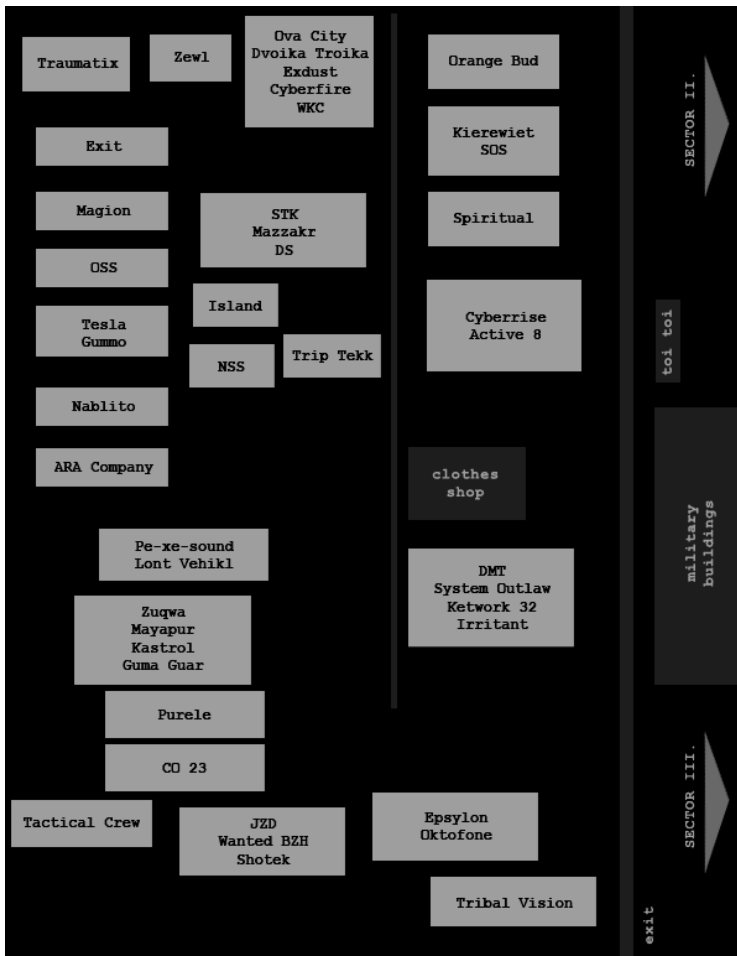 Traumatix
Zewl
Ova City
Dvoika Troika
Exdust
Cyberfire
WKC
Orange Bud
SECTOR II.
Exit
Kierewiet
SOS
Magion
STK
Mazzakr
DS
Spiritual
OSS
Island
Cyberrise
Active 8
toi toi
Tesla
Gummo
NSS
Trip Tekk
Nablito
ARA Company
clothes
shop
military
buildings
Pe-xe-sound
Lont Vehikl
DMT
System Outlaw
Ketwork 32
Irritant
Zuqwa
Mayapur
Kastrol
Guma Guar
Purele
CO 23
SECTOR III.
Tactical Crew
JZD
Wanted BZH
Shotek
Epsylon
Oktofone
Tribal Vision
exit